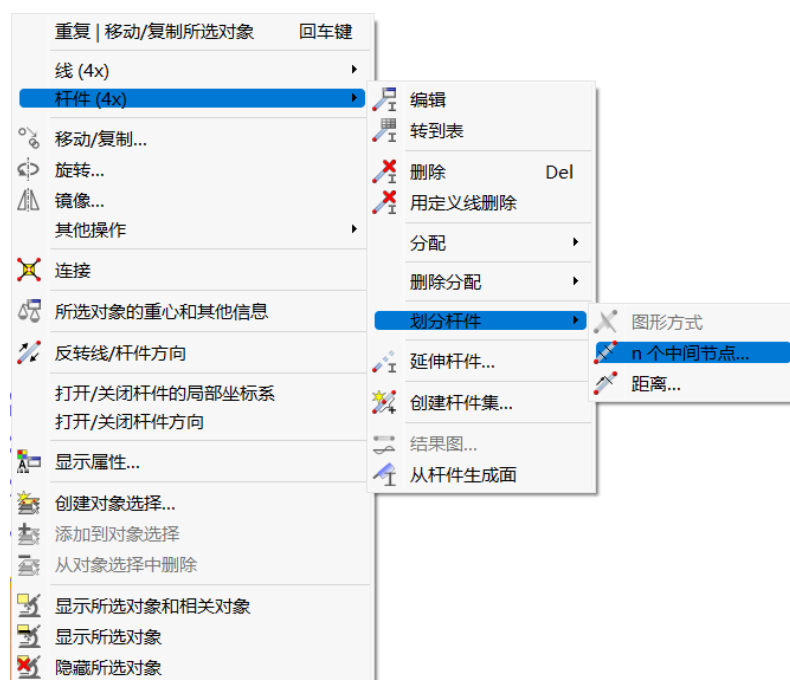 重复 | 移动/复制所选对象 回车键
线 (4x)
杆件 (4x)
移动/复制...
旋转...
镜像...
其他操作
连接
所选对象的重心和其他信息
反转线/杆件方向
打开/关闭杆件的局部坐标系
打开/关闭杆件方向
显示属性...
创建对象选择...
添加到对象选择
从对象选择中删除
显示所选对象和相关对象
显示所选对象
隐藏所选对象
编辑
转到表
删除 Del
用定义线删除
分配
删除分配
划分杆件
延伸杆件...
创建杆件集...
结果图...
从杆件生成面
图形方式
n 个中间节点...
距离...